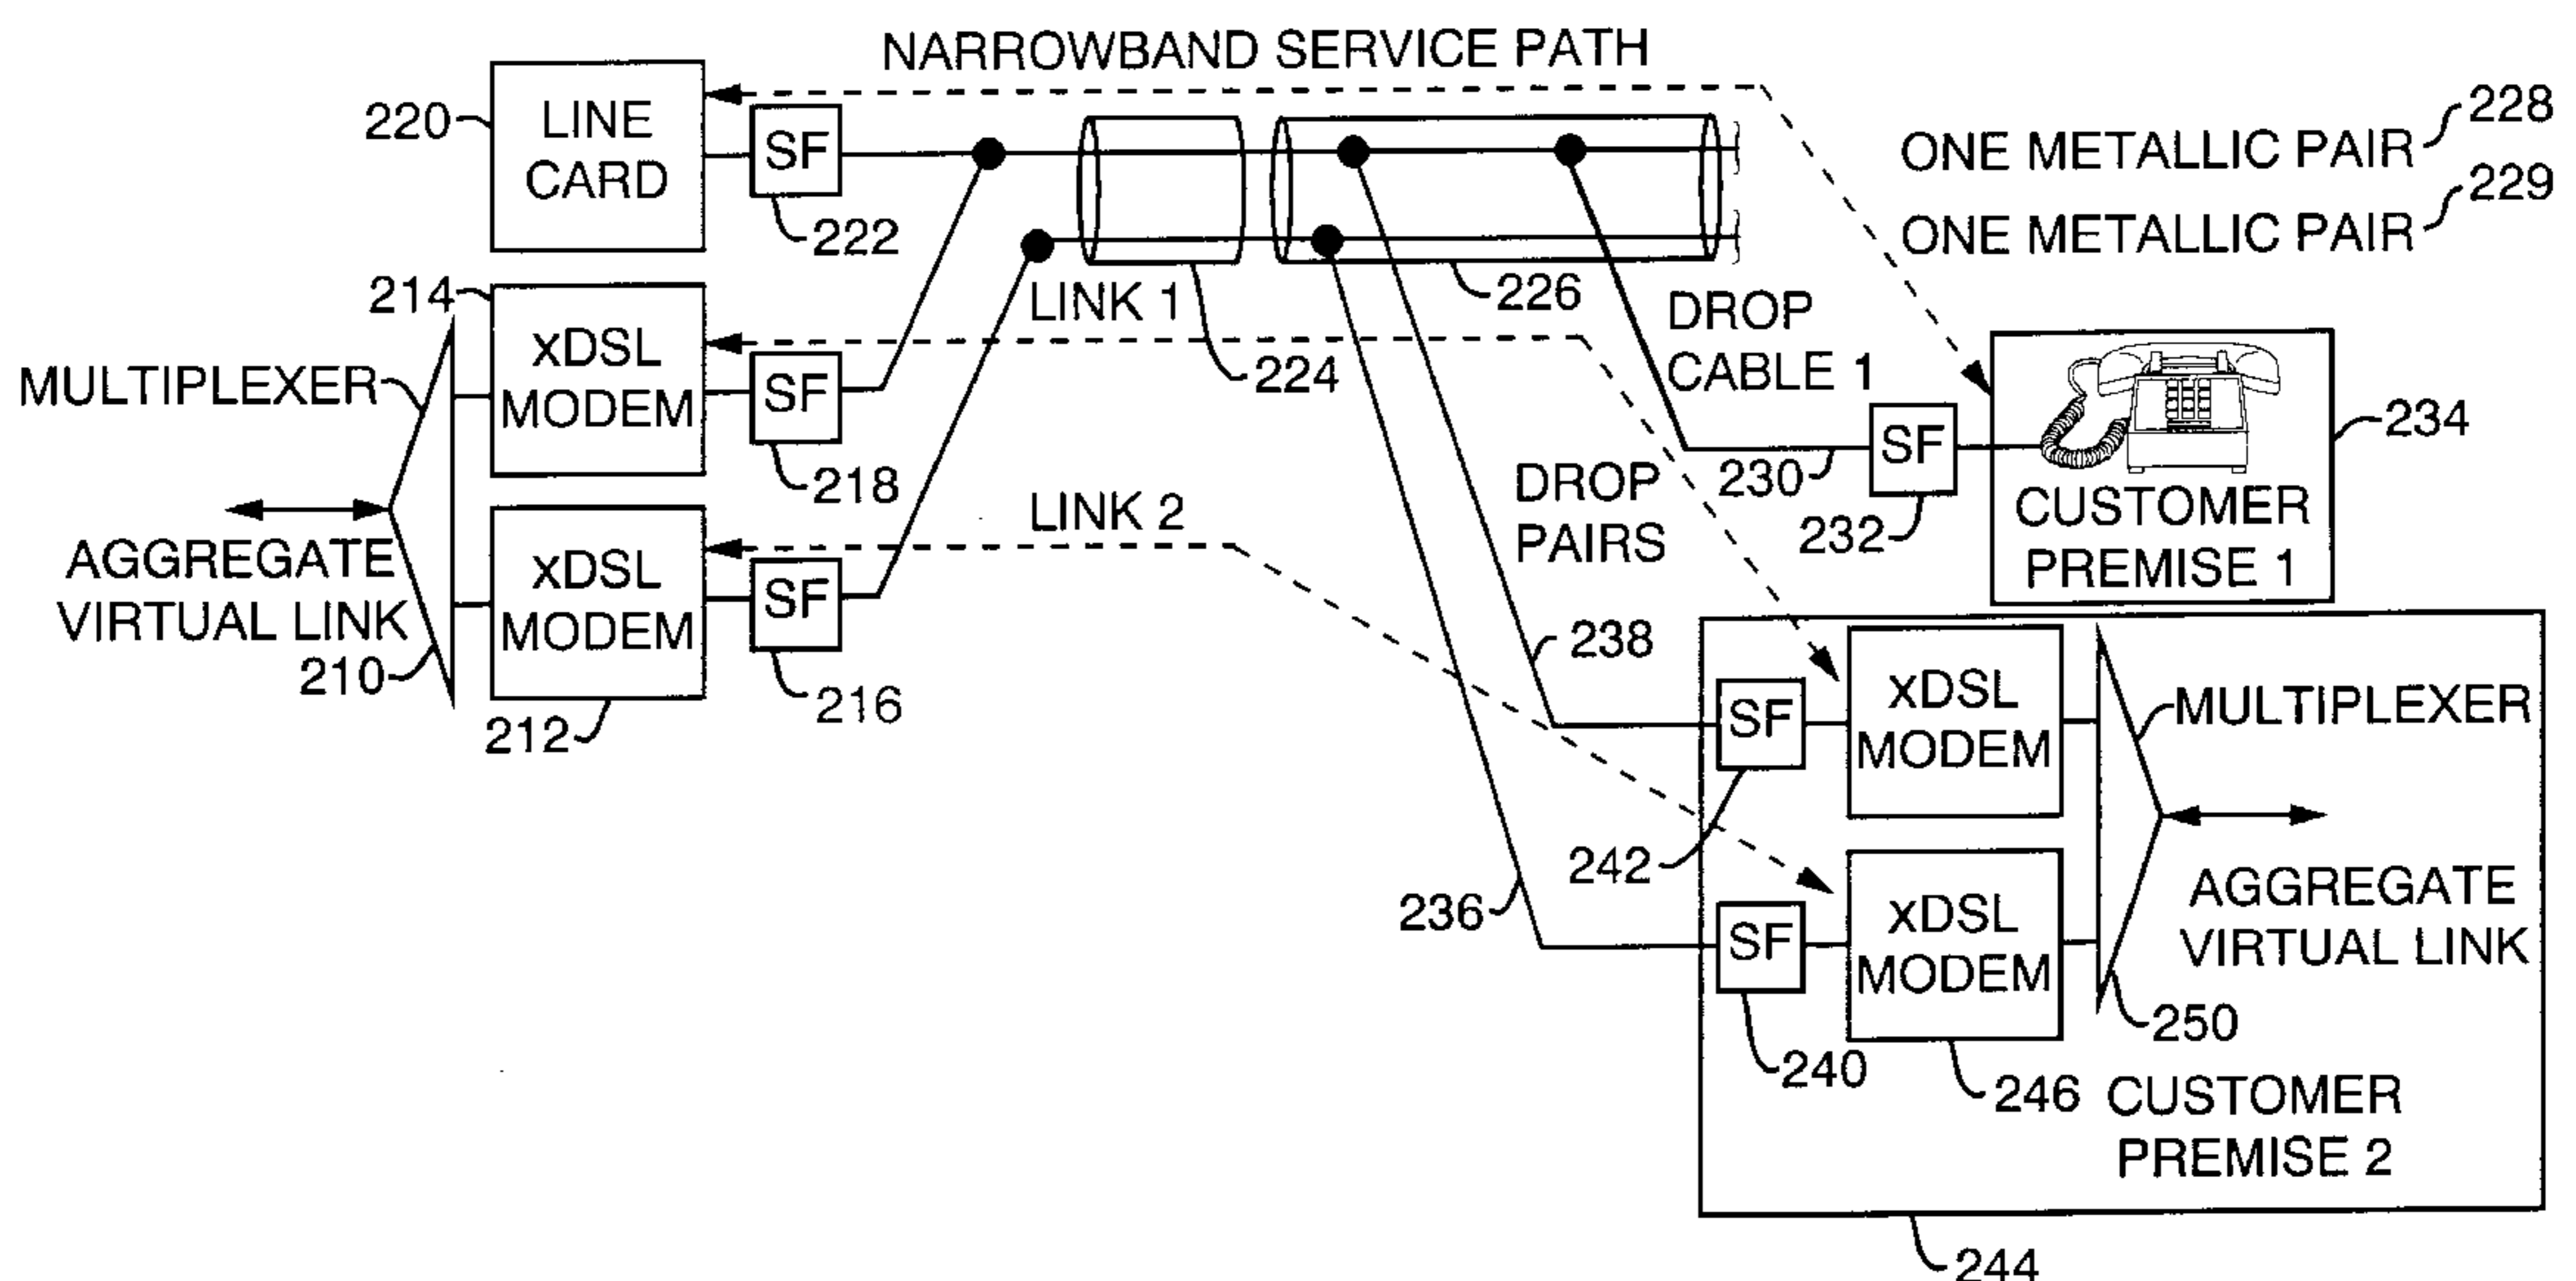 NARROWBAND SERVICE PATH
220
LINE
CARD
SF
222
228
ONE METALLIC PAIR
229
ONE METALLIC PAIR
214
xDSL
MODEM
SF
218
LINK 1
224
226
DROP
CABLE 1
MULTIPLEXER
230
SF
232
234
CUSTOMER
PREMISE 1
AGGREGATE
VIRTUAL LINK
210
xDSL
MODEM
212
SF
216
LINK 2
DROP
PAIRS
238
236
SF
242
xDSL
MODEM
MULTIPLEXER
SF
240
xDSL
MODEM
246
250
AGGREGATE
VIRTUAL LINK
CUSTOMER
PREMISE 2
244